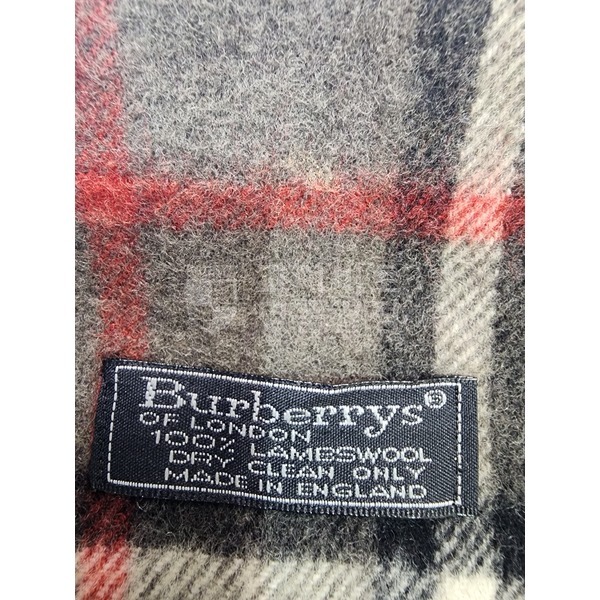 Burberrys®
OF LONDON
100% LAMBSWOOL
DRY CLEAN ONLY
MADE IN ENGLAND